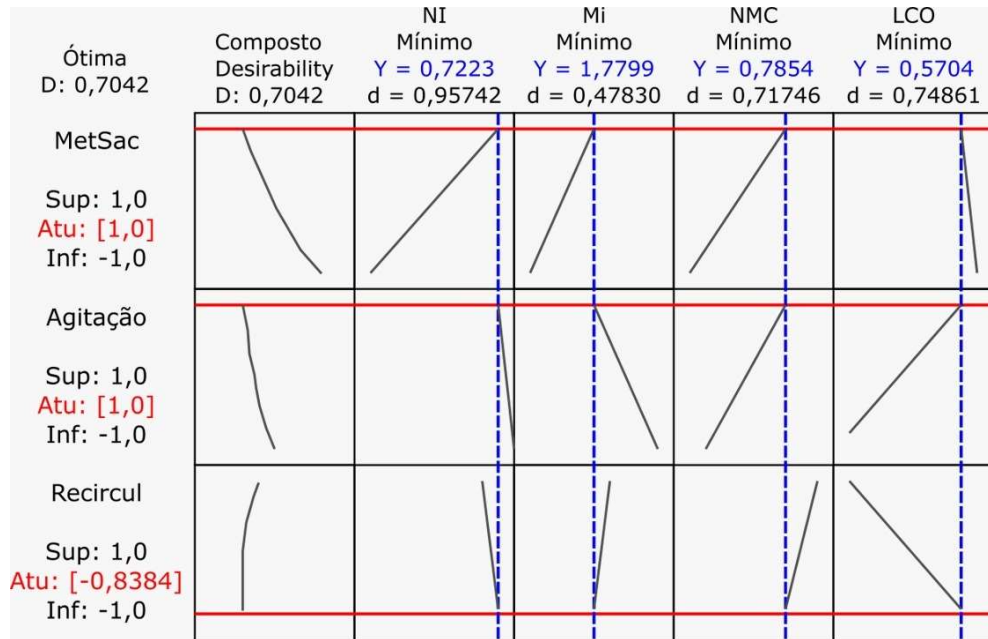 Ótima
D: 0,7042
Composto
Desirability
D: 0,7042
NI
Mínimo
Y = 0,7223
d = 0,95742
Mi
Mínimo
Y = 1,7799
d = 0,47830
NMC
Mínimo
Y = 0,7854
d = 0,71746
LCO
Mínimo
Y = 0,5704
d = 0,74861
MetSac
Sup: 1,0
Atu: [1,0]
Inf: -1,0
Agitação
Sup: 1,0
Atu: [1,0]
Inf: -1,0
Recircul
Sup: 1,0
Atu: [-0,8384]
Inf: -1,0